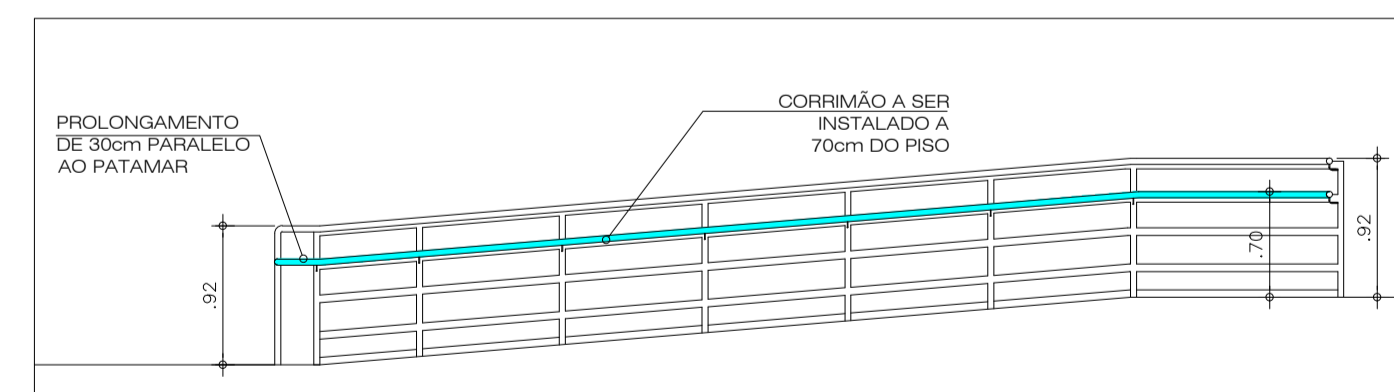 PROLONGAMENTO
DE 30cm PARALELO
AO PATAMAR
CORRIMÃO A SER
INSTALADO A
70cm DO PISO
.92
.70
.92